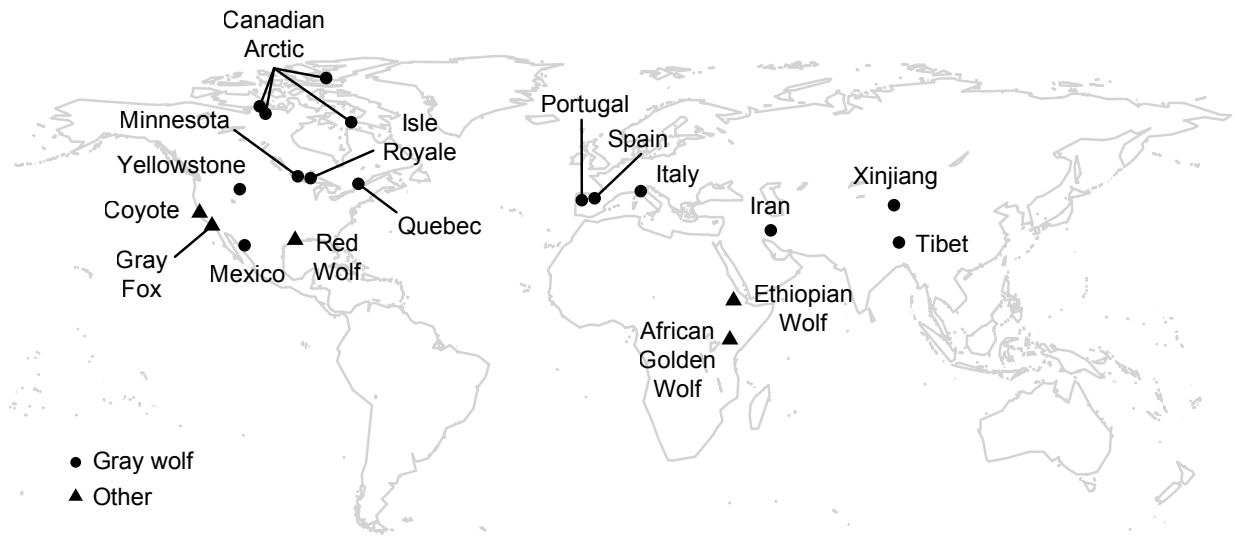 Canadian
Arctic
Minnesota
Isle
Royale
Yellowstone
Coyote
Gray
Fox
Mexico
Red
Wolf
Quebec
Portugal
Spain
Italy
Iran
Xinjiang
Tibet
Ethiopian
Wolf
African
Golden
Wolf
Gray wolf
Other